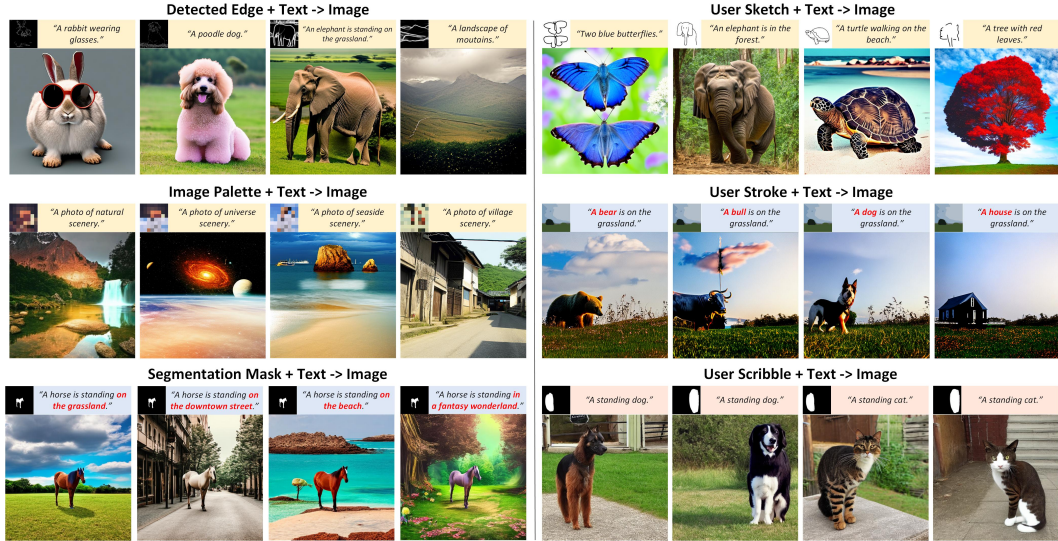 Detected Edge + Text -> Image
"A rabbit wearing
glasses."
"A poodle dog."
"An elephant is standing on
the grassland."
"A landscape of
moutains."
User Sketch + Text -> Image
"Two blue butterflies."
"An elephant is in the
forest."
"A turtle walking on the
beach."
"A tree with red
leaves."
Image Palette + Text -> Image
"A photo of natural
scenery."
"A photo of universe
scenery."
"A photo of seaside
scenery."
"A photo of village
scenery."
User Stroke + Text -> Image
"A bear is on the
grassland."
"A bull is on the
grassland."
"A dog is on the
grassland."
"A house is on the
grassland."
Segmentation Mask + Text -> Image
"A horse is standing on
the grassland."
"A horse is standing on
the downtown street."
"A horse is standing on
the beach."
"A horse is standing in
a fantasy wonderland."
User Scribble + Text -> Image
"A standing dog."
"A standing dog."
"A standing cat."
"A standing cat."